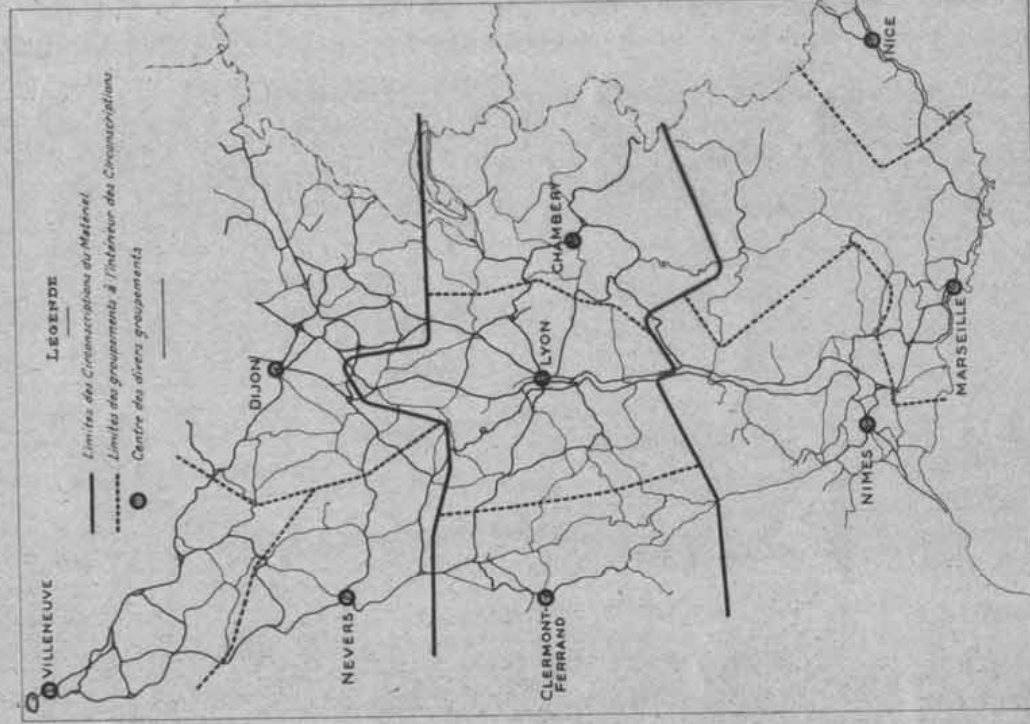 LÉGENDE
Limites des Circonscriptions du Matériel
Limites des groupements à l'intérieur des Circonscriptions.
Centre des divers groupements
VILLENEUVE
DIJON
NEVERS
CHAMBERY
LYON
CLERMONT-
FERRAND
NICE
NIMES
MARSEILLE